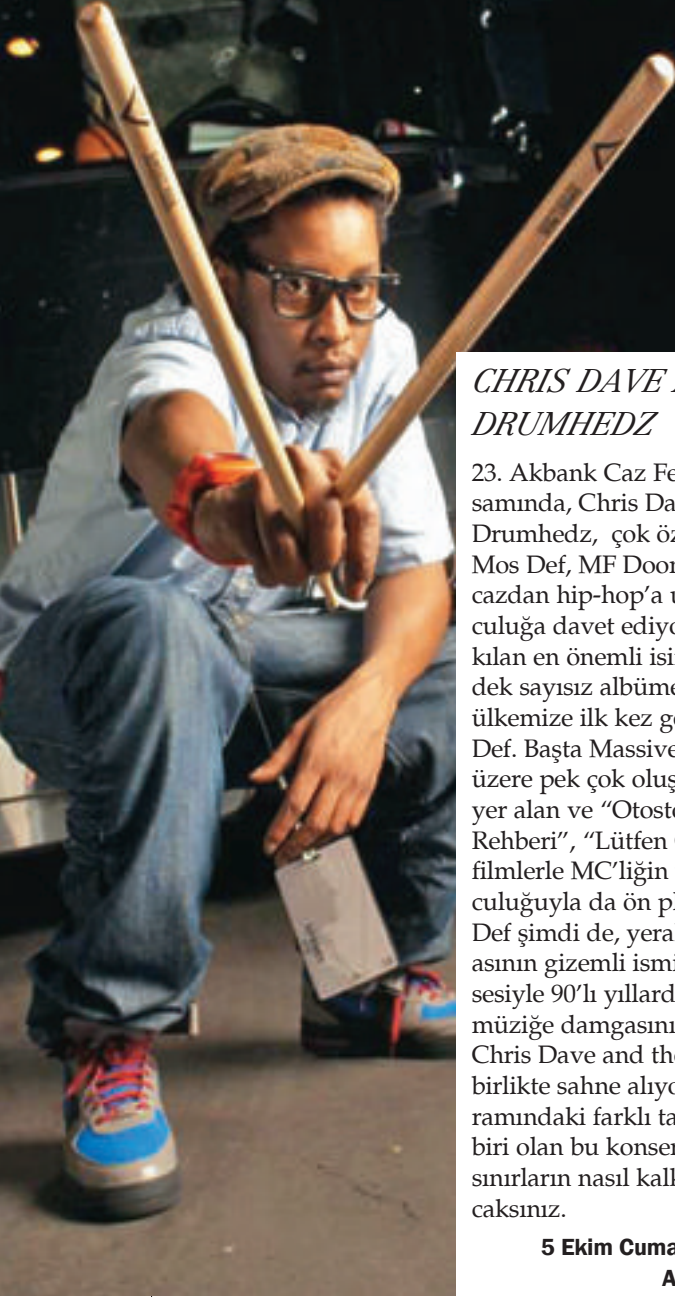 CHRIS DAVE
DRUMHEDZ
23. Akbank Caz Fe
samında, Chris Da
Drumhedz, çok öz
Mos Def, MF Doom
cazdan hip-hop’a u
culuğa davet ediyo
kılan en önemli isi
dek sayısız albüme
ülkemize ilk kez ge
Def. Başta Massive
üzere pek çok oluş
yer alan ve “Otosto
Rehberi”, “Lütfen
filmlerle MC’liğin
culuğuyla da ön pl
Def şimdi de, yera
asının gizemli ismi
sesiyle 90’lı yıllard
müziğe damgasını
Chris Dave and the
birlikte sahne alıyo
ramındaki farklı ta
biri olan bu konser
sınırların nasıl kalk
caksınız.
5 Ekim Cuma
A